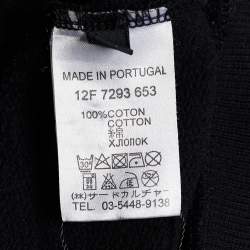 MADE IN PORTUGAL
12F 7293 653
100%COTON
COTTON
綿
ХЛОПОК
(株)サードカルチャー
TEL. 03-5448-9138